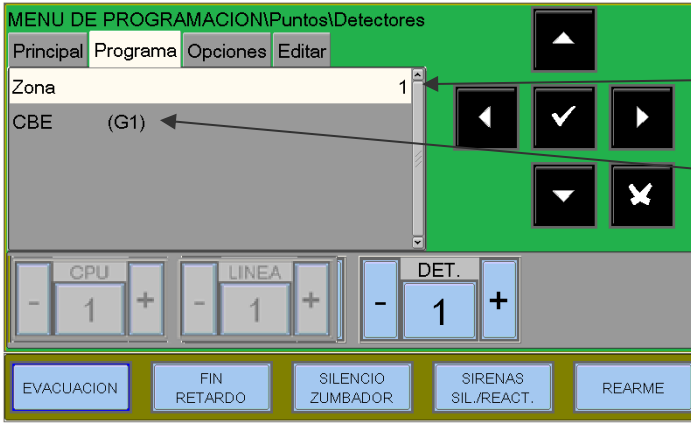 MENU DE PROGRAMACION\Puntos\Detectores
Principal Programa Opciones Editar
Zona 1
CBE (G1)
CPU LINEA DET.
- 1 + - 1 + - 1 +
EVACUACION
FIN
RETARDO
SILENCIO
ZUMBADOR
SIRENAS
SIL./REACT.
REARME